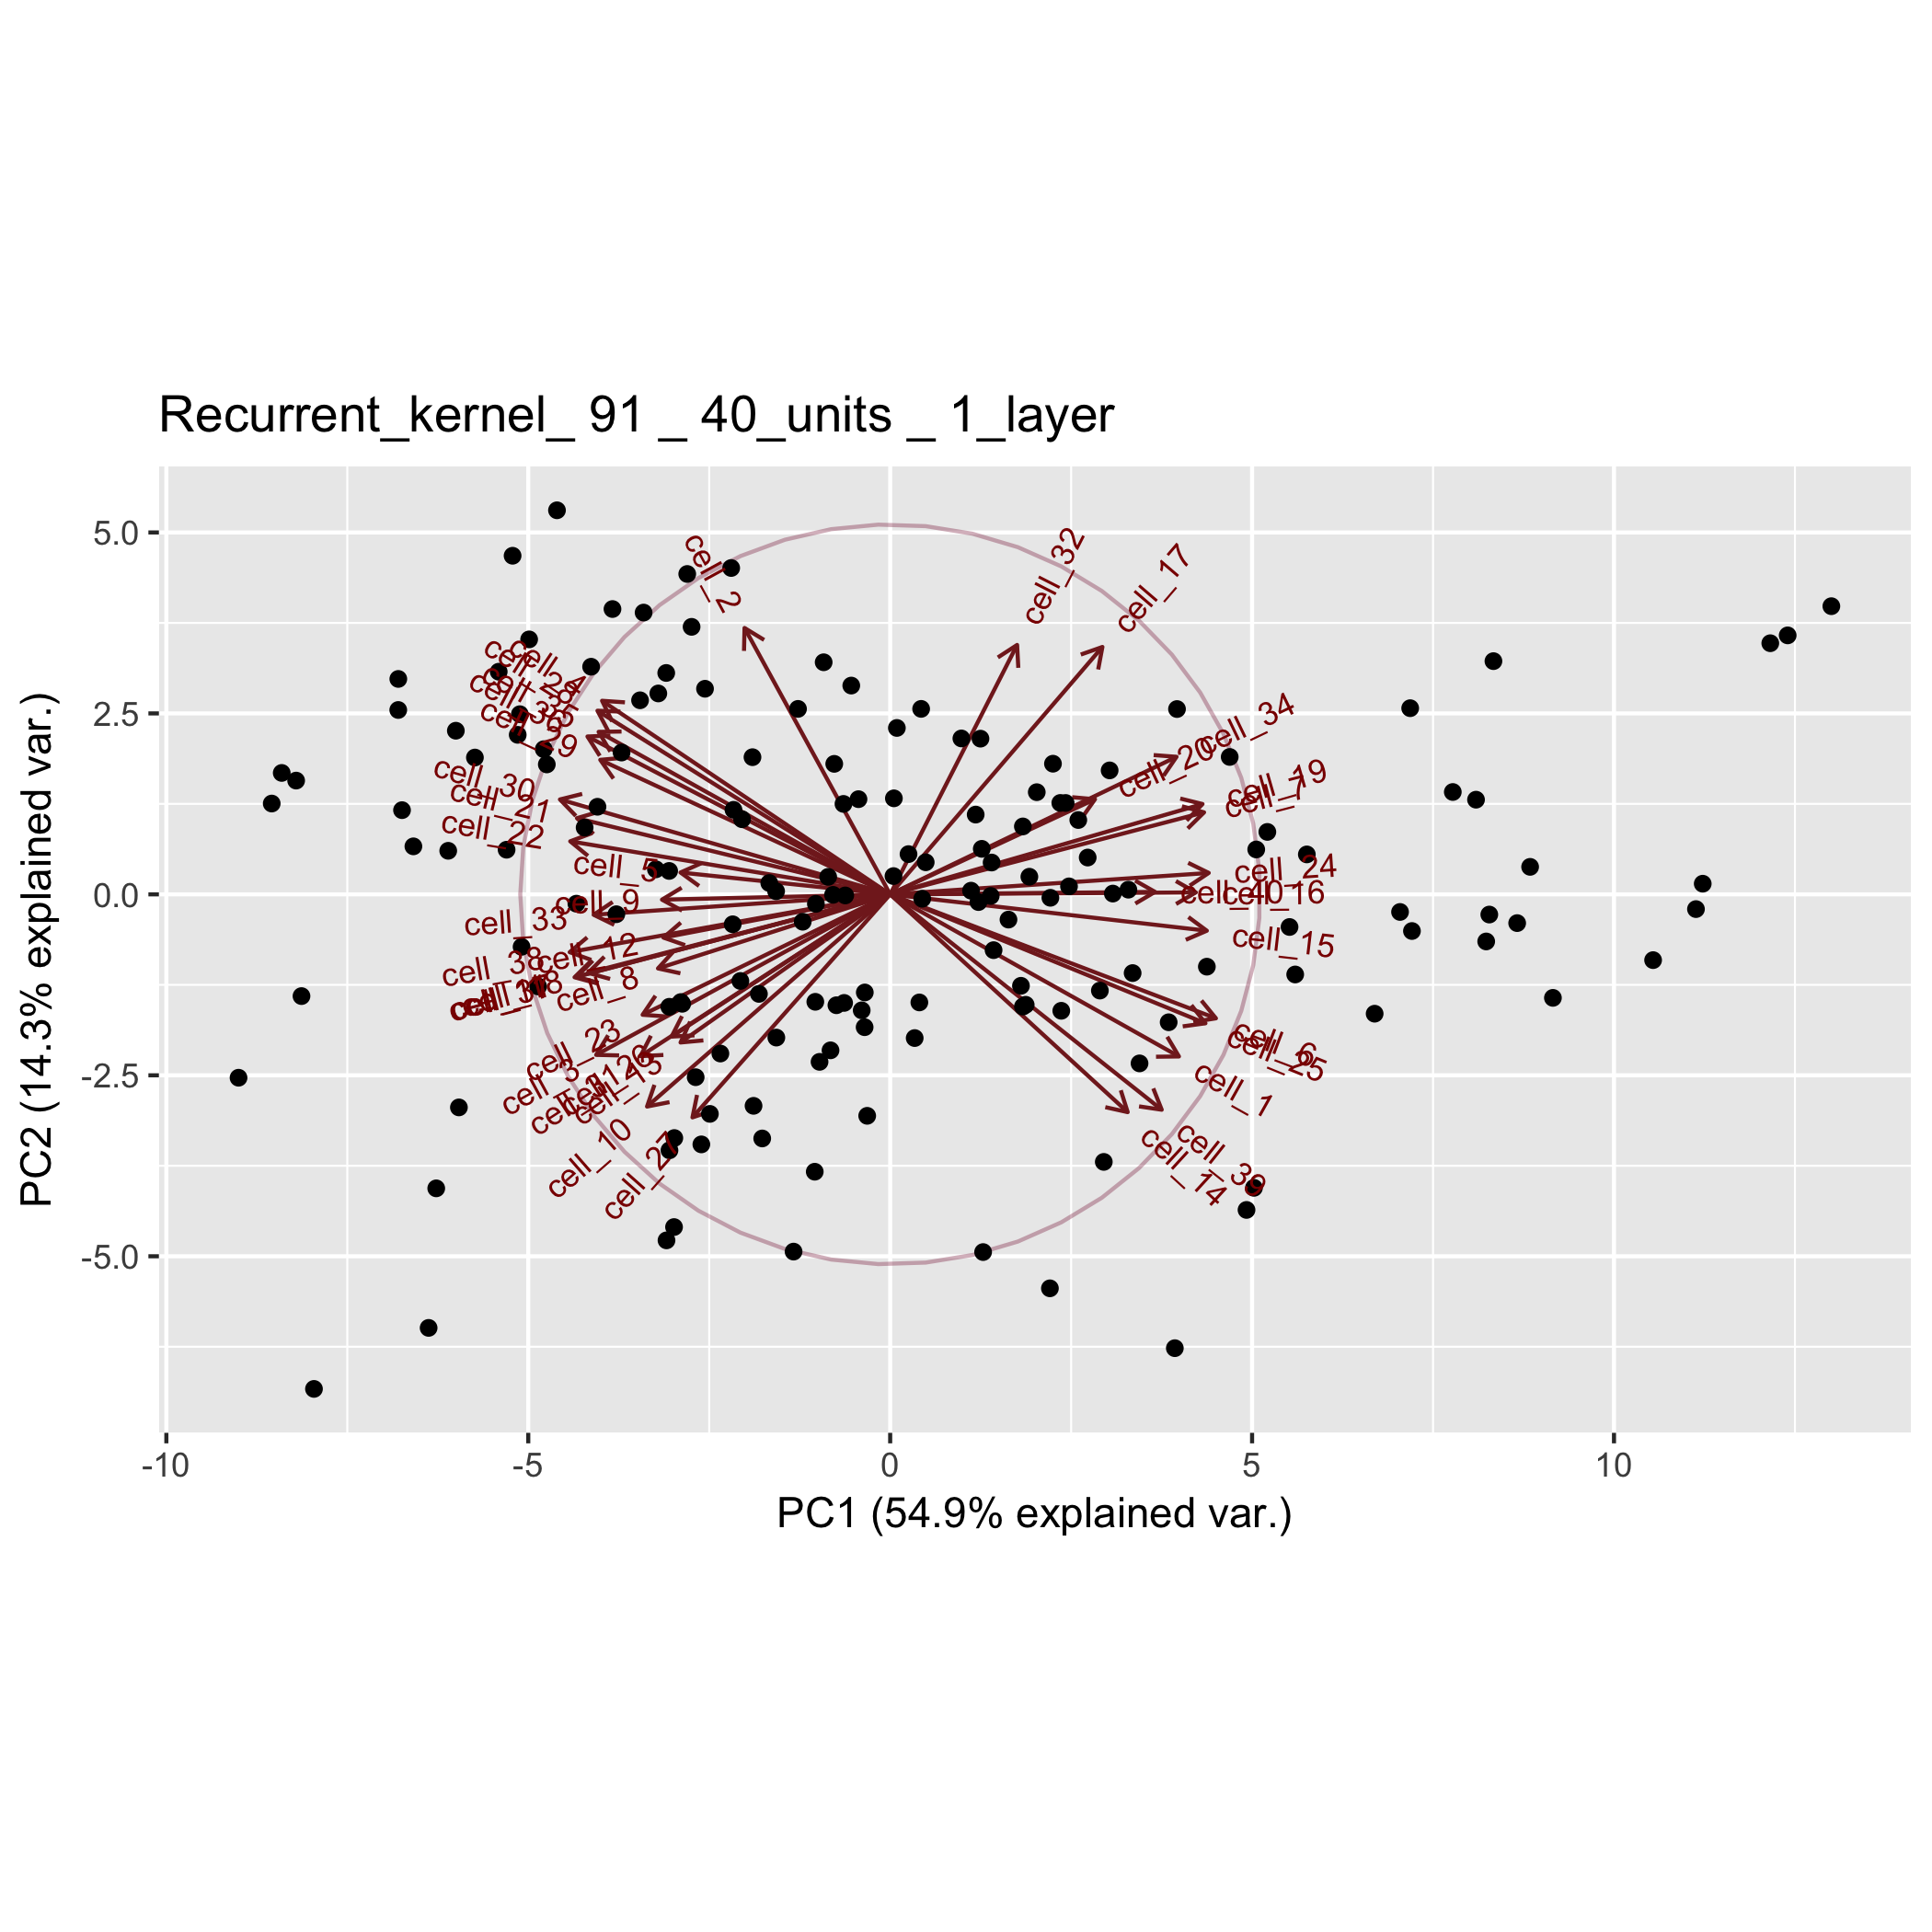 Recurrent_kernel_ 91 _ 40_units _ 1_layer
PC2 (14.3% explained var.)
5.0
2.5
0.0
-2.5
-5.0
cell_2
cell_32
cell_17
cell_34
cell_20
cell_19
cell_7
cell_24
cell_40
cell_16
cell_15
cell_6
cell_25
cell_1
cell_39
cell_14
cell_30
cell_21
cell_22
cell_5
cell_9
cell_33
cell_12
cell_38
cell_8
cell_23
cell_10
cell_27
-10
-5
0
5
10
PC1 (54.9% explained var.)